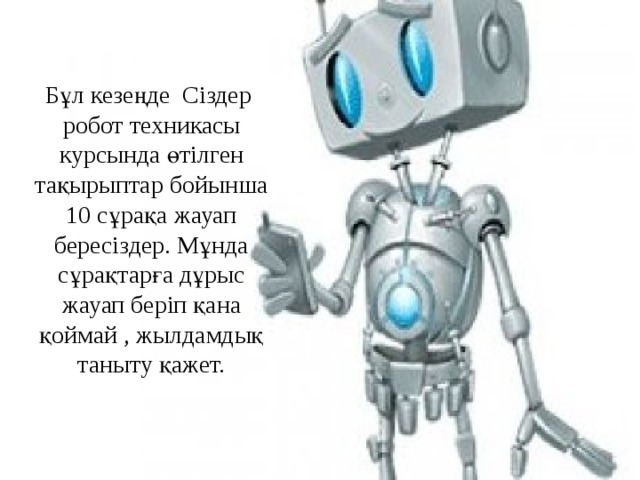 Бұл кезеңде  Сіздер
робот техникасы
курсында өтілген
тақырыптар бойынша
10 сұрақа жауап
бересіздер. Мұнда
сұрақтарға дұрыс
жауап беріп қана
қоймай , жылдамдық
таныту қажет.